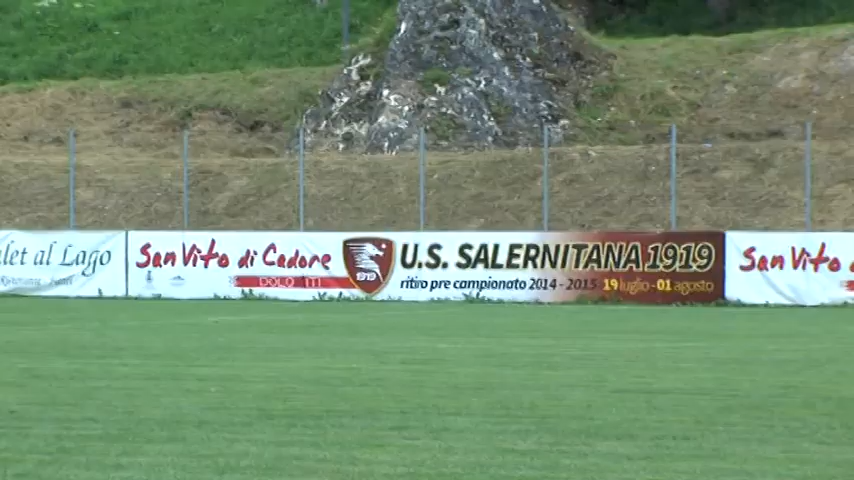 let al Lago
San Vito di Cadore
DOLOMITI
1919
U.S. SALERNITANA 1919
ritiro pre campionato 2014 - 2015 19 luglio - 01 agosto
San Vito